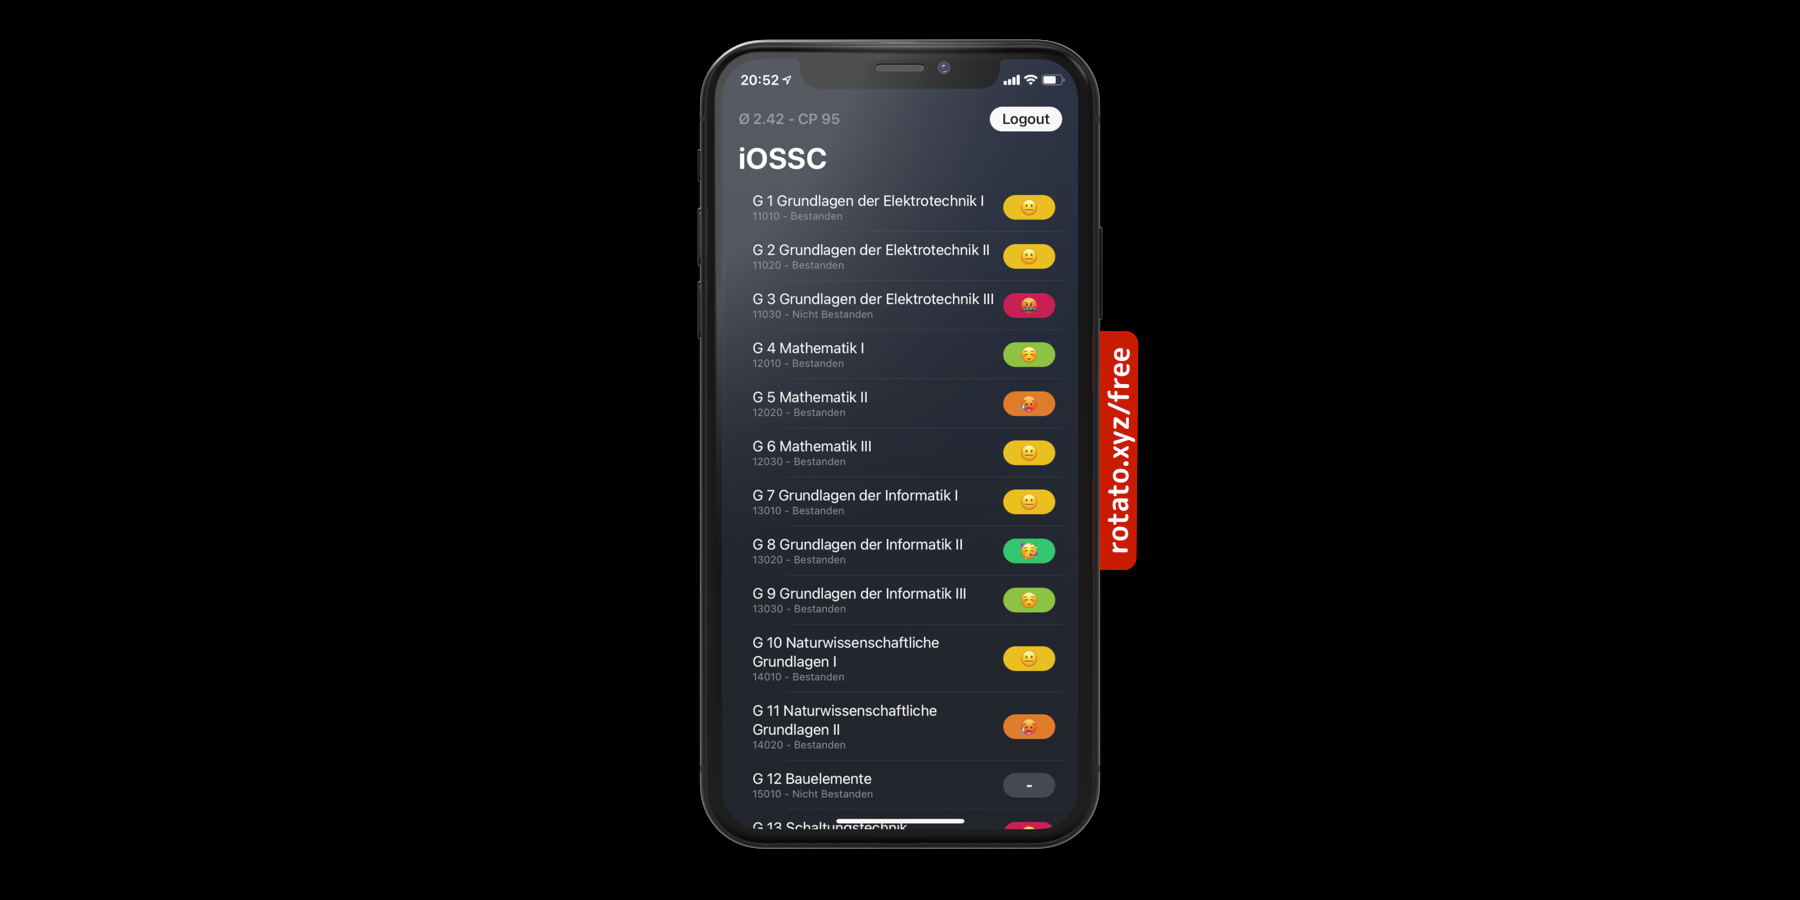 20:52
Ø 2.42 - CP 95
Logout
iOSSC
G 1 Grundlagen der Elektrotechnik I
11010 - Bestanden
G 2 Grundlagen der Elektrotechnik II
11020 - Bestanden
G 3 Grundlagen der Elektrotechnik III
11030 - Nicht Bestanden
G 4 Mathematik I
12010 - Bestanden
G 5 Mathematik II
12020 - Bestanden
G 6 Mathematik III
12030 - Bestanden
G 7 Grundlagen der Informatik I
13010 - Bestanden
G 8 Grundlagen der Informatik II
13020 - Bestanden
G 9 Grundlagen der Informatik III
13030 - Bestanden
G 10 Naturwissenschaftliche
Grundlagen I
14010 - Bestanden
G 11 Naturwissenschaftliche
Grundlagen II
14020 - Bestanden
G 12 Bauelemente
15010 - Nicht Bestanden
-
G 13 Schaltungstechnik
rotato.xyz/free